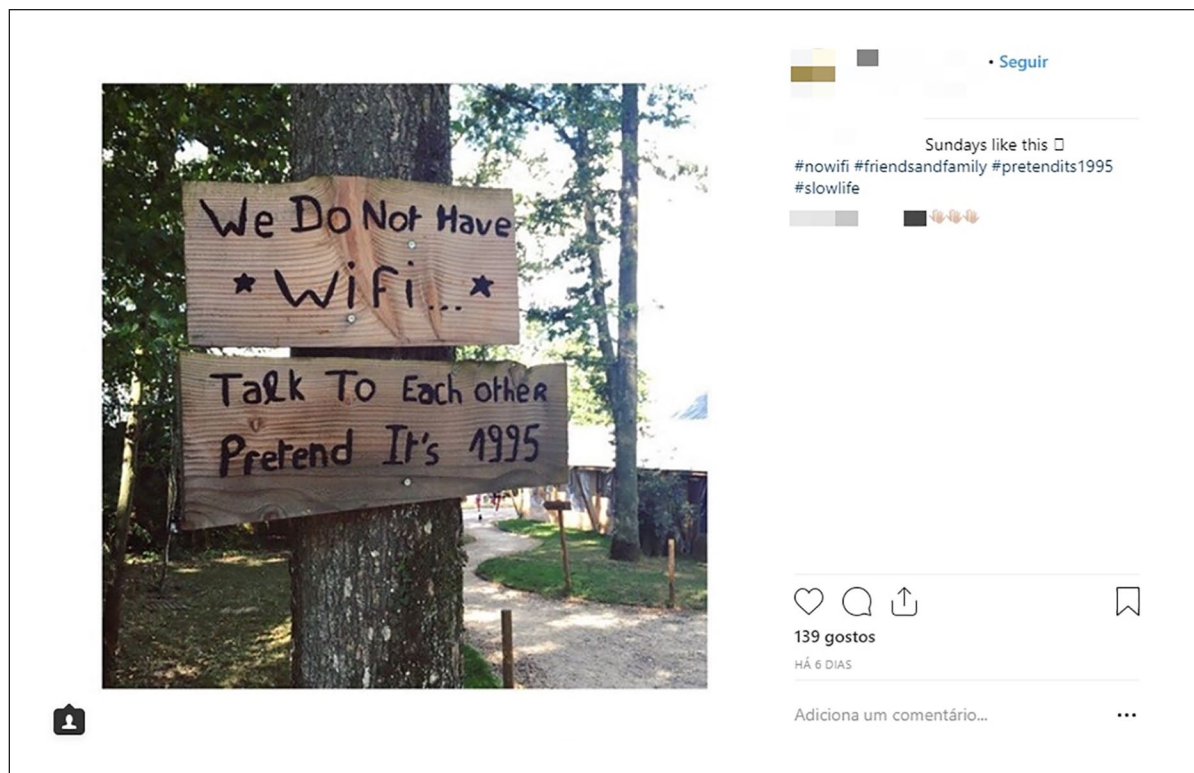 We Do Not Have
* Wifi... *
Talk To Each other
Pretend It's 1995
• Seguir
Sundays like this
#nowifi #friendsandfamily #pretendits1995
#slowlife
139 gostos
HÁ 6 DIAS
Adiciona um comentário...